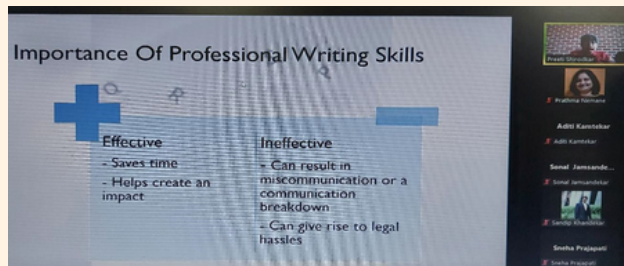 Importance Of Professional Writing Skills
Effective
- Saves time
- Helps create an
impact
Ineffective
- Can result in
miscommunication or a
communication
breakdown
- Can give rise to legal
hassles
Preeti Shirodkar
Pratima Nemane
Aditi Kamtekar
Aditi Kamtekar
Sonal Jamsande...
Sonal Jamsandekar
Sandip Khandekar
Sneha Prajapati
Sneha Prajapati